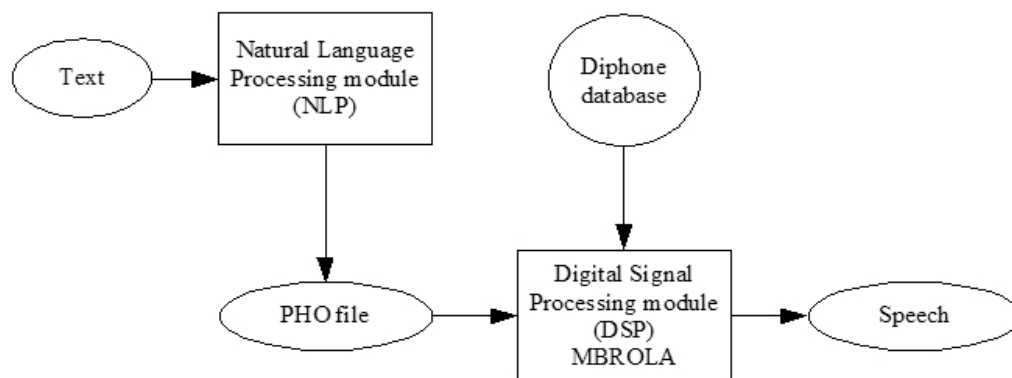 Text
Natural Language
Processing module
(NLP)
Diphone
database
PHO file
Digital Signal
Processing module
(DSP)
MBROLA
Speech